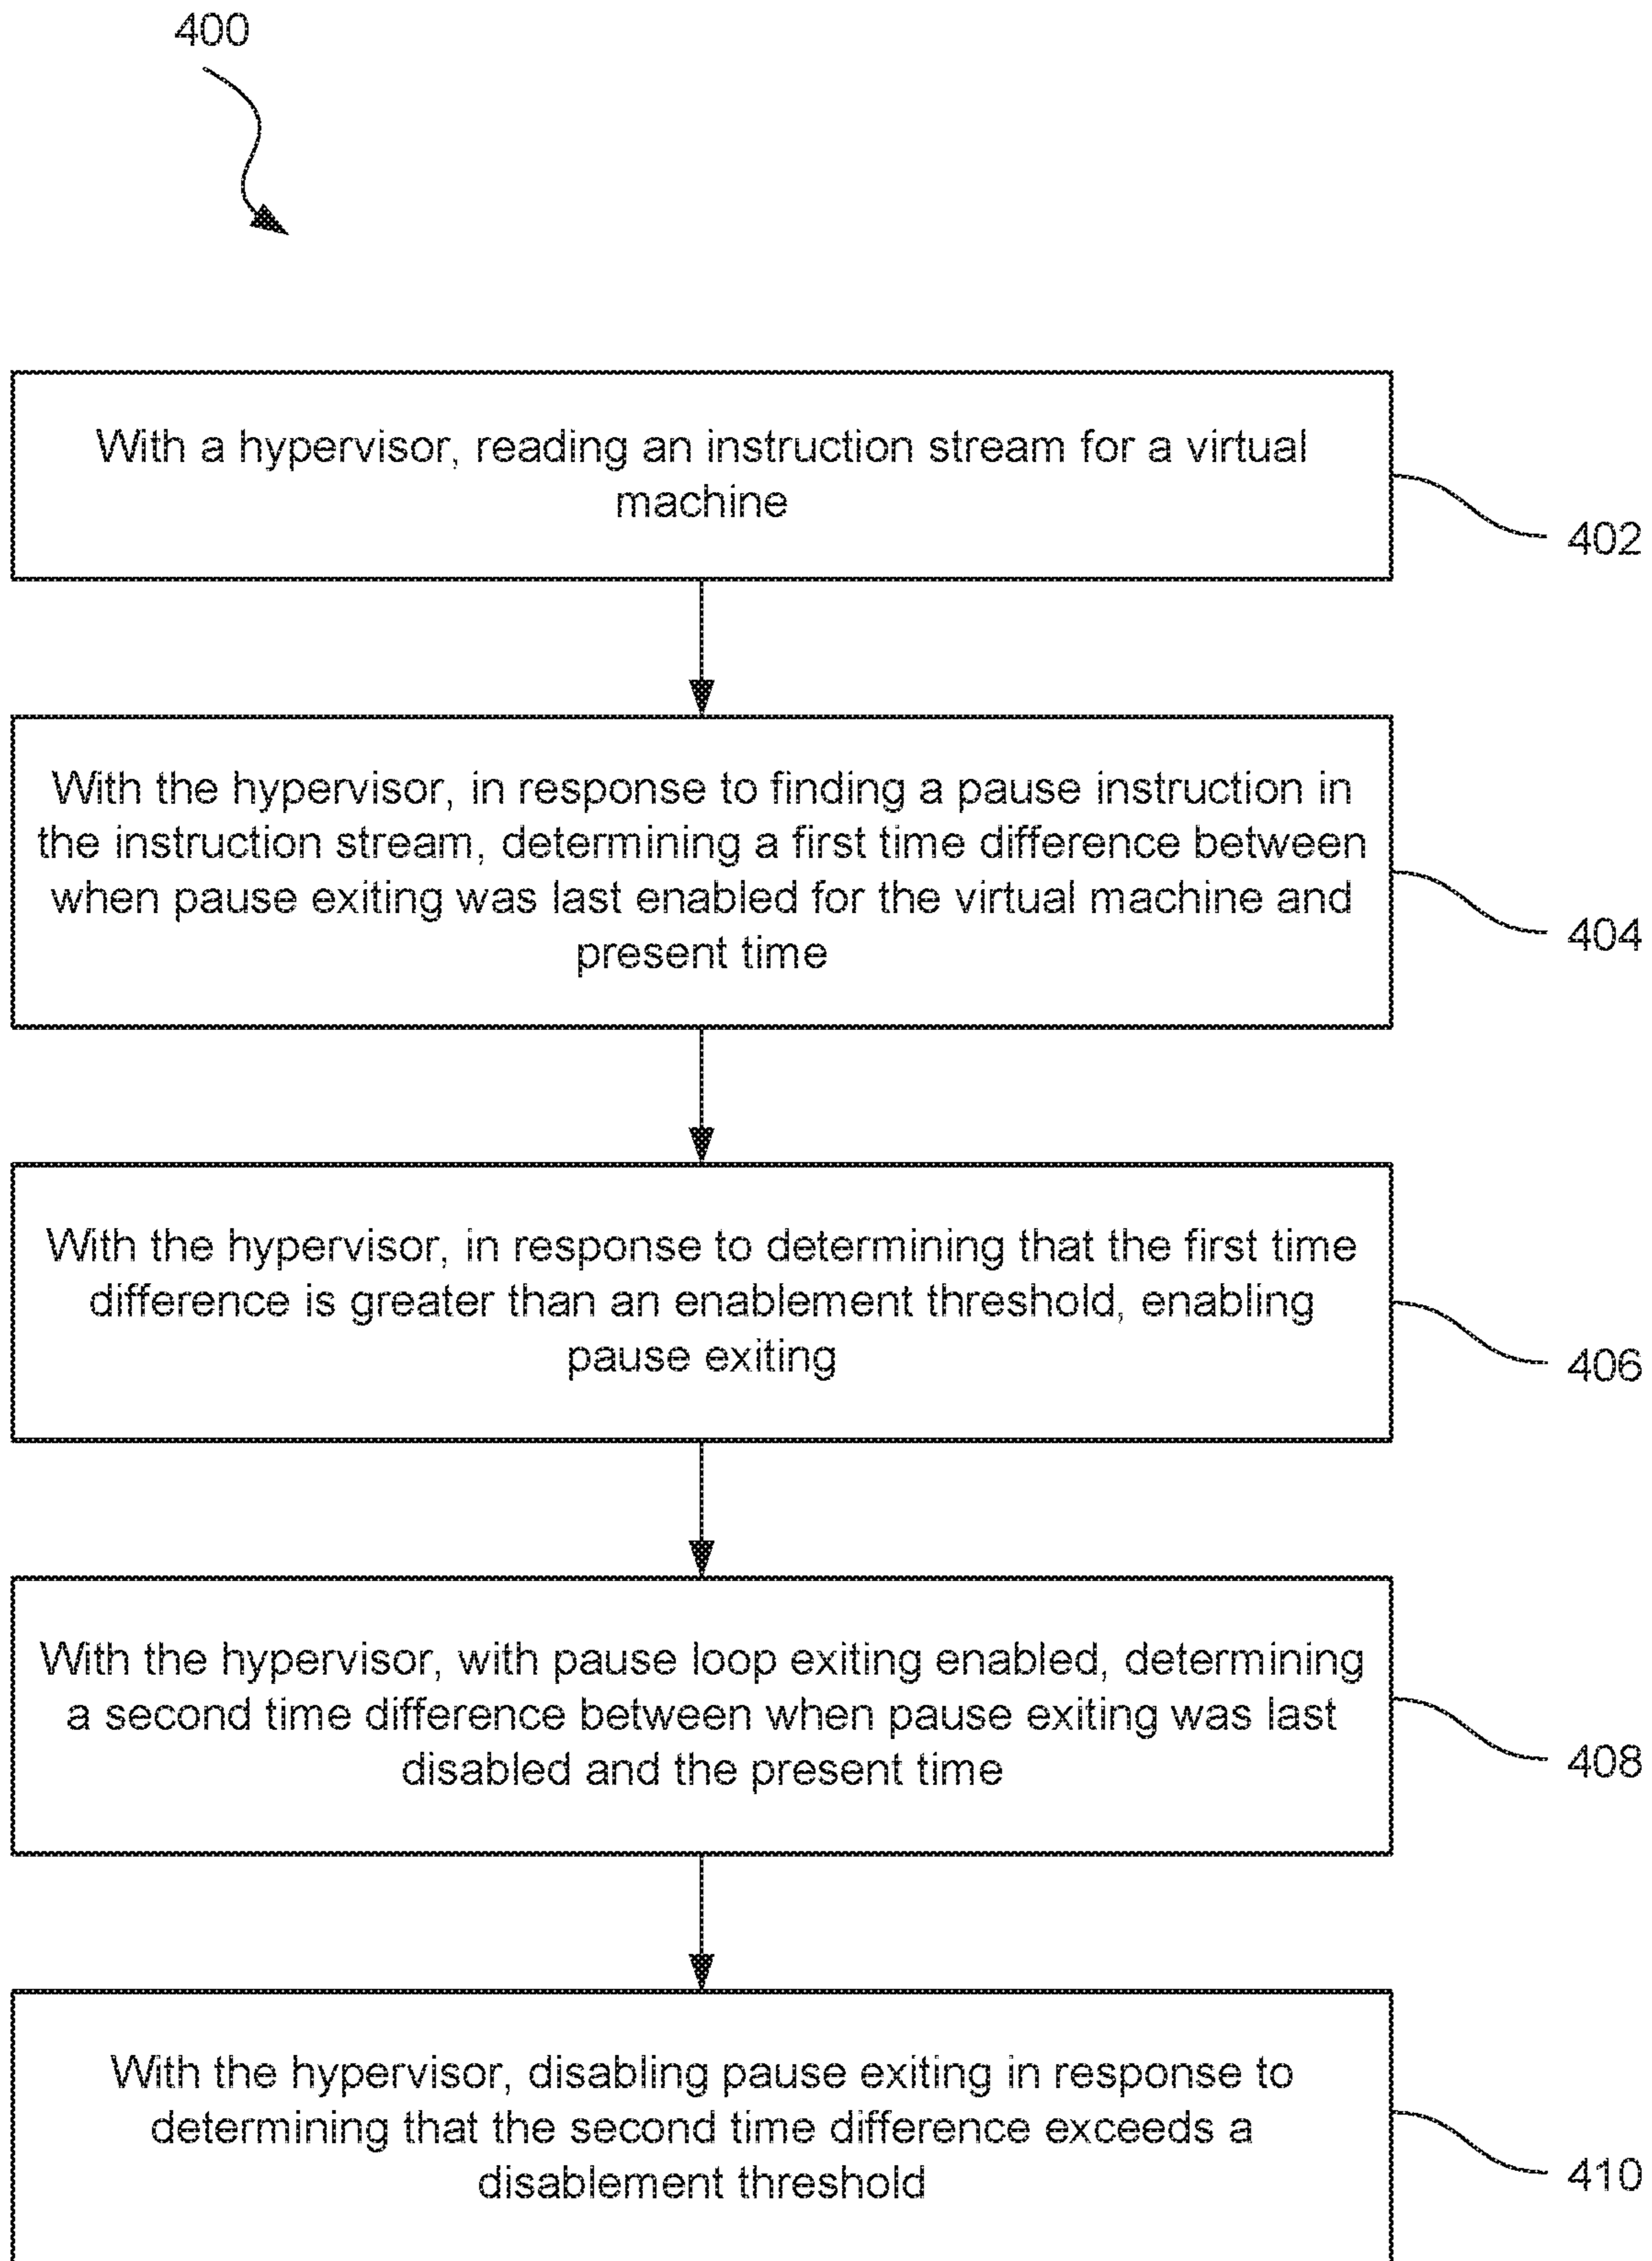 400
With a hypervisor, reading an instruction stream for a virtual
machine
402
With the hypervisor, in response to finding a pause instruction in
the instruction stream, determining a first time difference between
when pause exiting was last enabled for the virtual machine and
present time
404
With the hypervisor, in response to determining that the first time
difference is greater than an enablement threshold, enabling
pause exiting
406
With the hypervisor, with pause loop exiting enabled, determining
a second time difference between when pause exiting was last
disabled and the present time
408
With the hypervisor, disabling pause exiting in response to
determining that the second time difference exceeds a
disablement threshold
410